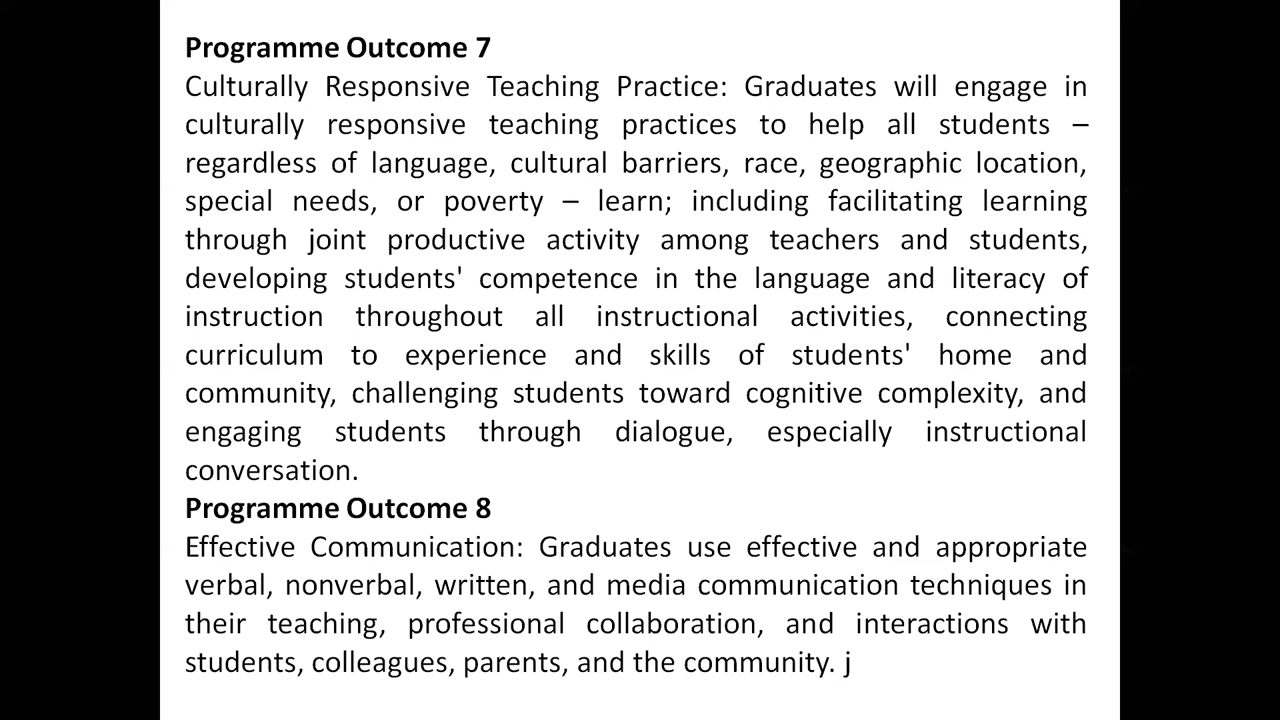 Programme Outcome 7
Culturally Responsive Teaching Practice: Graduates will engage in
culturally responsive teaching practices to help all students –
regardless of language, cultural barriers, race, geographic location,
special needs, or poverty – learn; including facilitating learning
through joint productive activity among teachers and students,
developing students' competence in the language and literacy of
instruction throughout all instructional activities, connecting
curriculum to experience and skills of students' home and
community, challenging students toward cognitive complexity, and
engaging students through dialogue, especially instructional
conversation.
Programme Outcome 8
Effective Communication: Graduates use effective and appropriate
verbal, nonverbal, written, and media communication techniques in
their teaching, professional collaboration, and interactions with
students, colleagues, parents, and the community. j